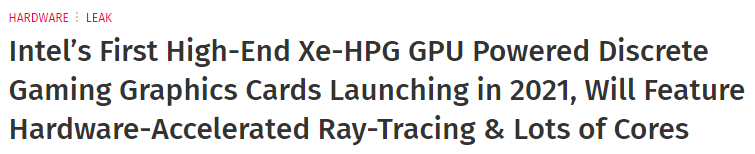 HARDWARE ⋮ LEAK
Intel’s First High-End Xe-HPG GPU Powered Discrete
Gaming Graphics Cards Launching in 2021, Will Feature
Hardware-Accelerated Ray-Tracing & Lots of Cores